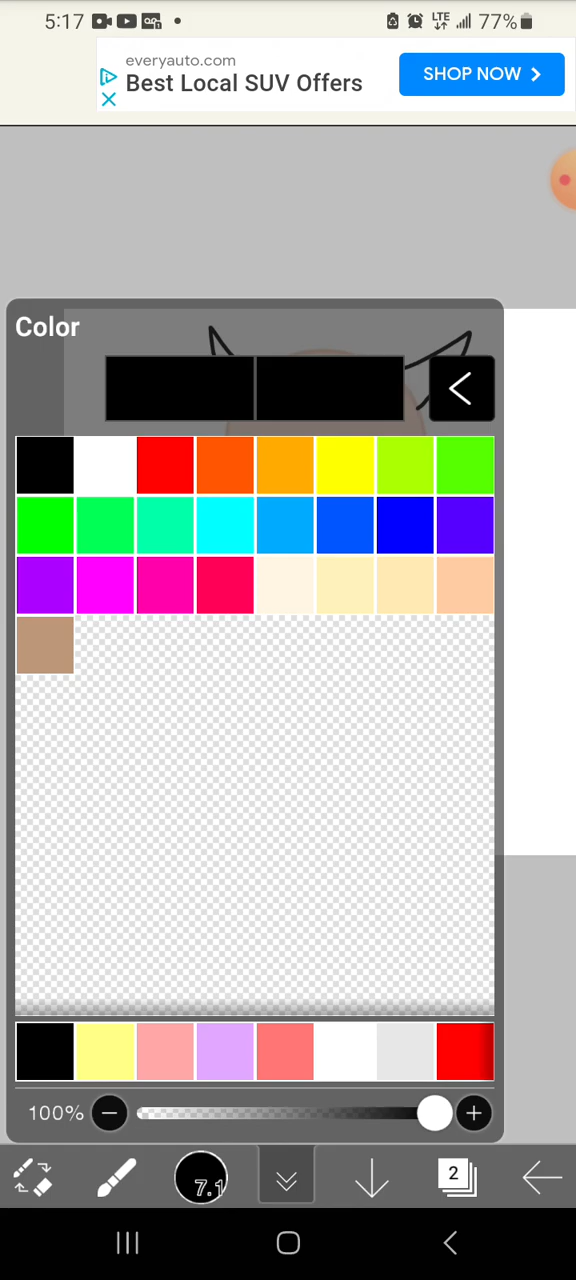 5:17
LTE
77%
everyauto.com
Best Local SUV Offers
SHOP NOW
Color
100%
7.1
2